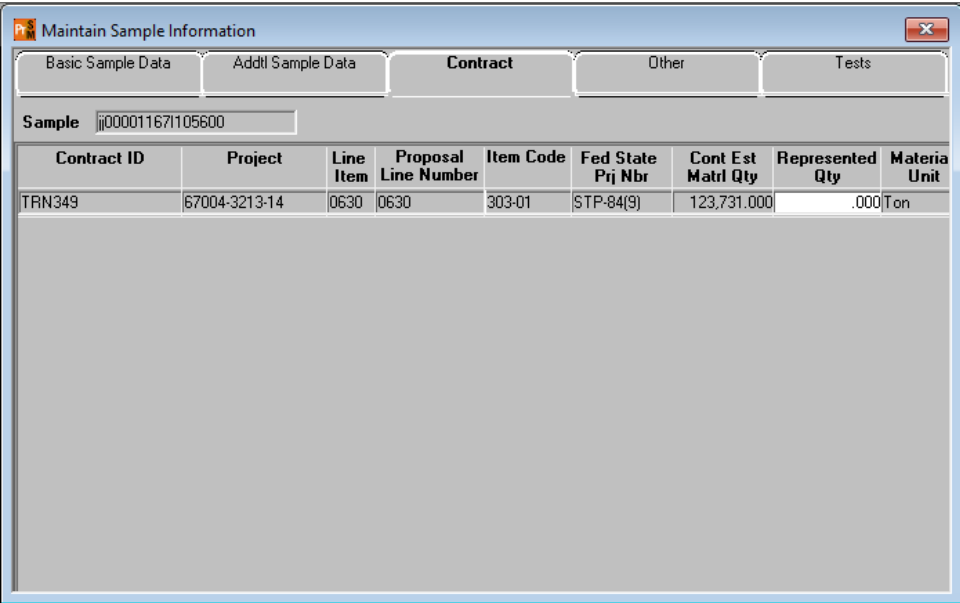 PrSM Maintain Sample Information
Basic Sample Data Addtl Sample Data Contract Other Tests
Sample jj00001167I105600
Contract ID Project Line Item Proposal Line Number Item Code Fed State Prj Nbr Cont Est Matrl Qty Represented Qty Materia Unit
TRN349 67004-3213-14 0630 0630 303-01 STP-84(9) 123,731.000 .000 Ton